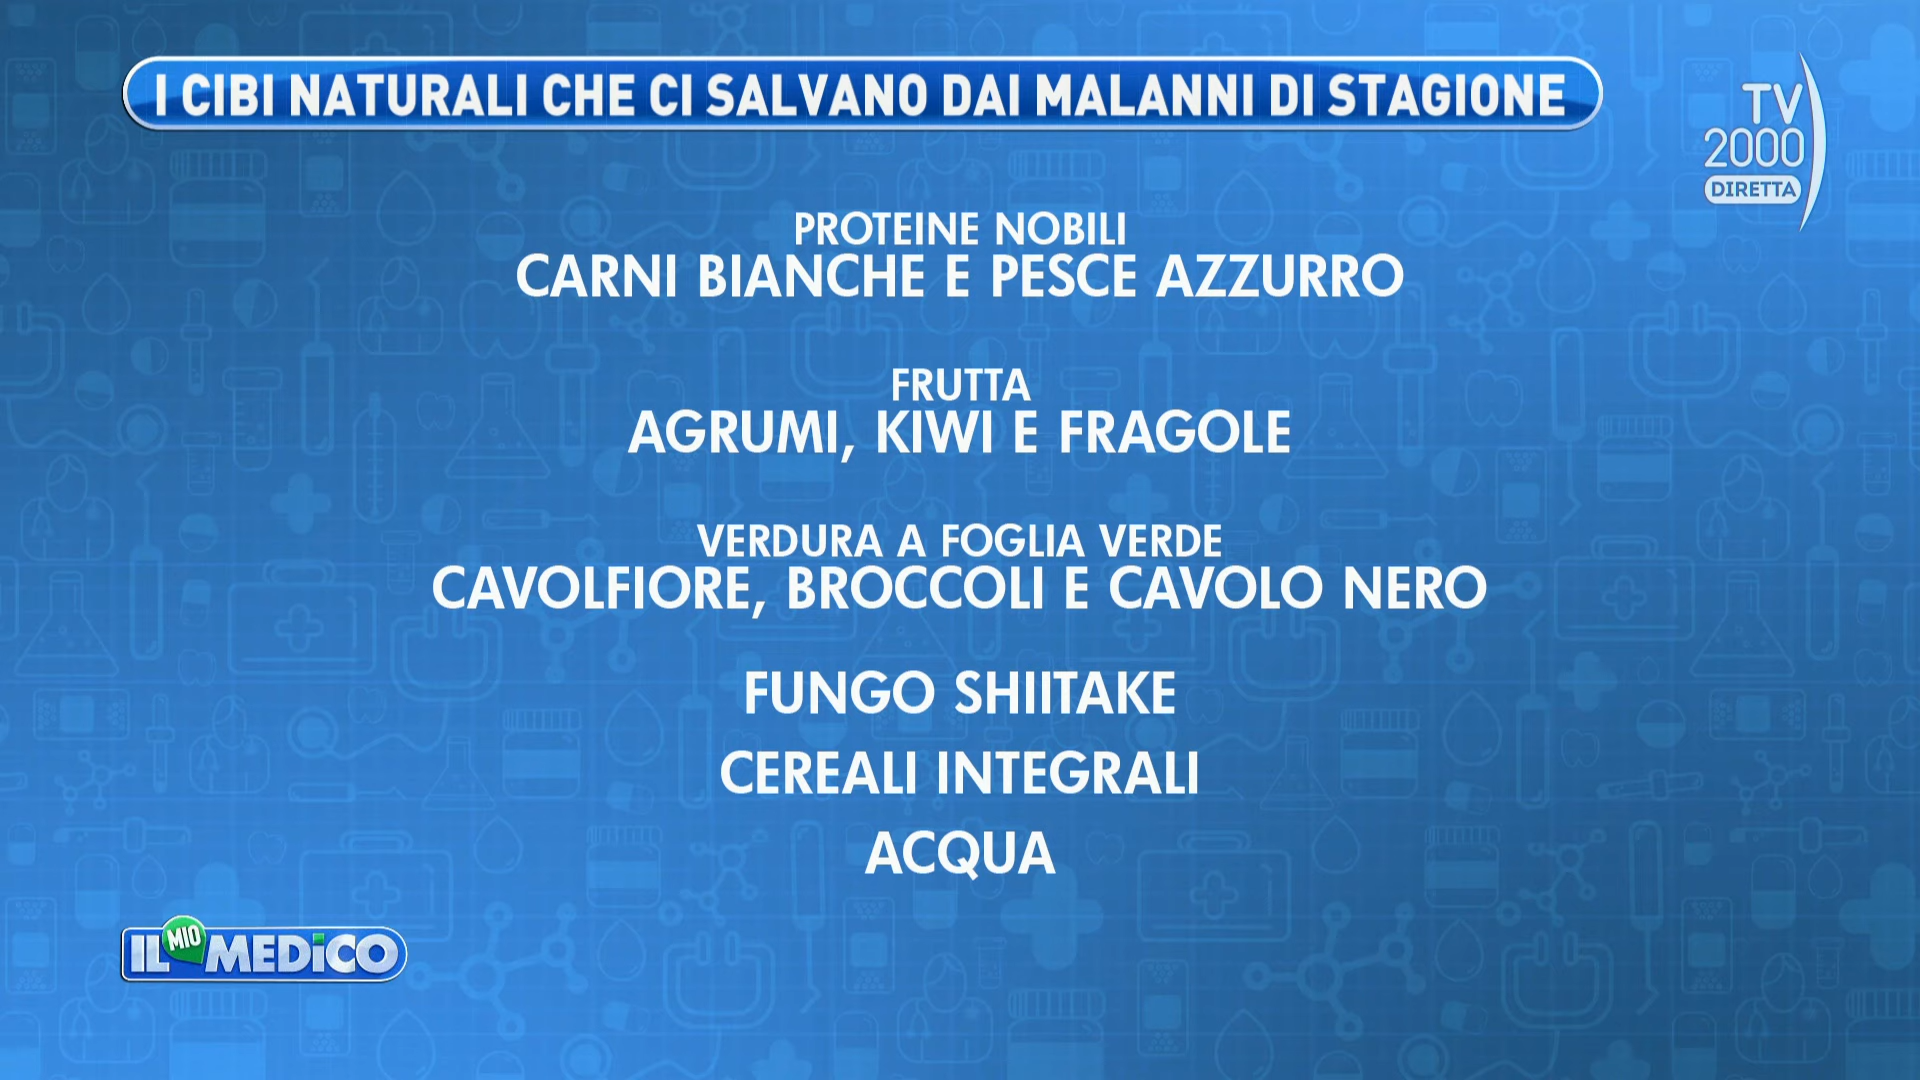 I CIBI NATURALI CHE CI SALVANO DAI MALANNI DI STAGIONE
TV
2000
DIRETTA
PROTEINE NOBILI
CARNI BIANCHE E PESCE AZZURRO
FRUTTA
AGRUMI, KIWI E FRAGOLE
VERDURA A FOGLIA VERDE
CAVOLFIORE, BROCCOLI E CAVOLO NERO
FUNGO SHIITAKE
CEREALI INTEGRALI
ACQUA
IL MIO MEDICO